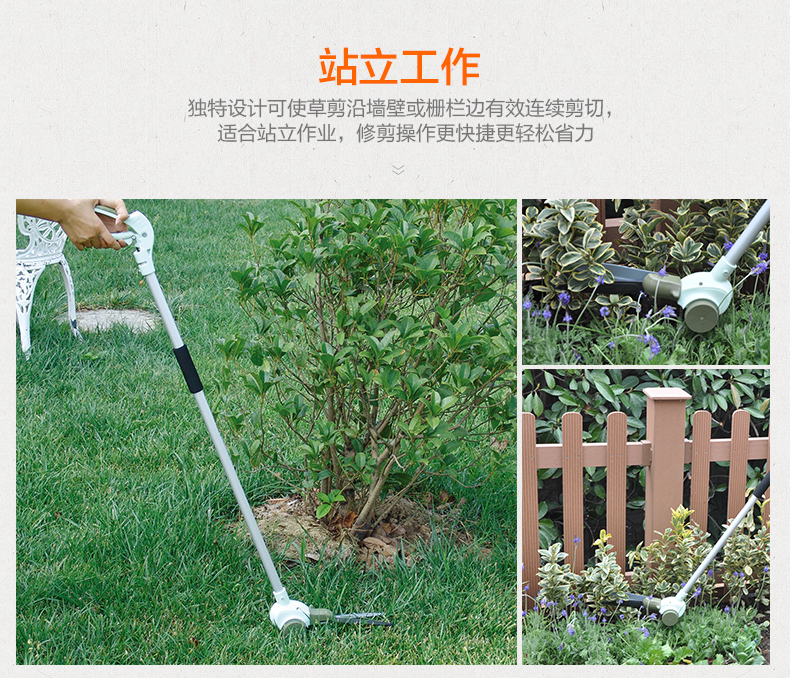 站立工作
独特设计可使草剪沿墙壁或栅栏边有效连续剪切，
适合站立作业，修剪操作更快捷更轻松省力